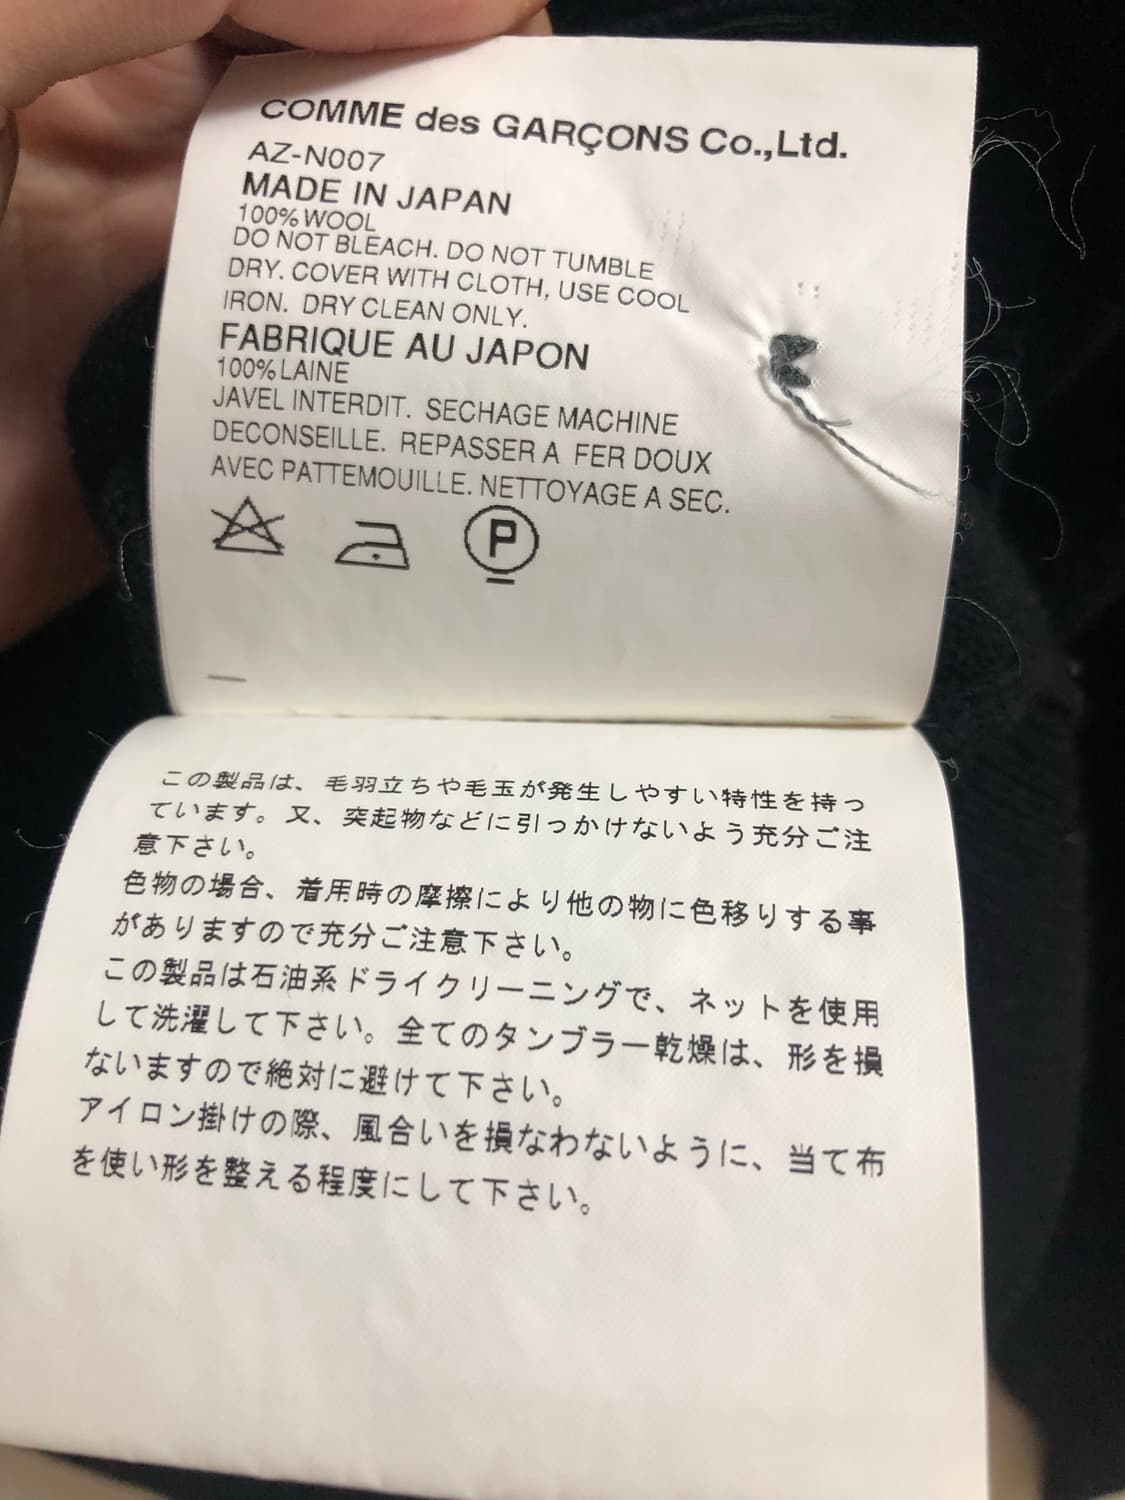 COMME des GARÇONS Co.,Ltd.
AZ-N007
MADE IN JAPAN
100% WOOL
DO NOT BLEACH. DO NOT TUMBLE
DRY. COVER WITH CLOTH, USE COOL
IRON. DRY CLEAN ONLY.
FABRIQUE AU JAPON
100% LAINE
JAVEL INTERDIT. SECHAGE MACHINE
DECONSEILLE. REPASSER A FER DOUX
AVEC PATTEMOUILLE. NETTOYAGE A SEC.
P
この製品は、毛羽立ちや毛玉が発生しやすい特性を持っ
ています。又、突起物などに引っかけないよう充分ご注
意下さい。
色物の場合、着用時の摩擦により他の物に色移りする事
がありますので充分ご注意下さい。
この製品は石油系ドライクリーニングで、ネットを使用
して洗濯して下さい。全てのタンブラー乾燥は、形を損
ないますので絶対に避けて下さい。
アイロン掛けの際、風合いを損なわないように、当て布
を使い形を整える程度にして下さい。